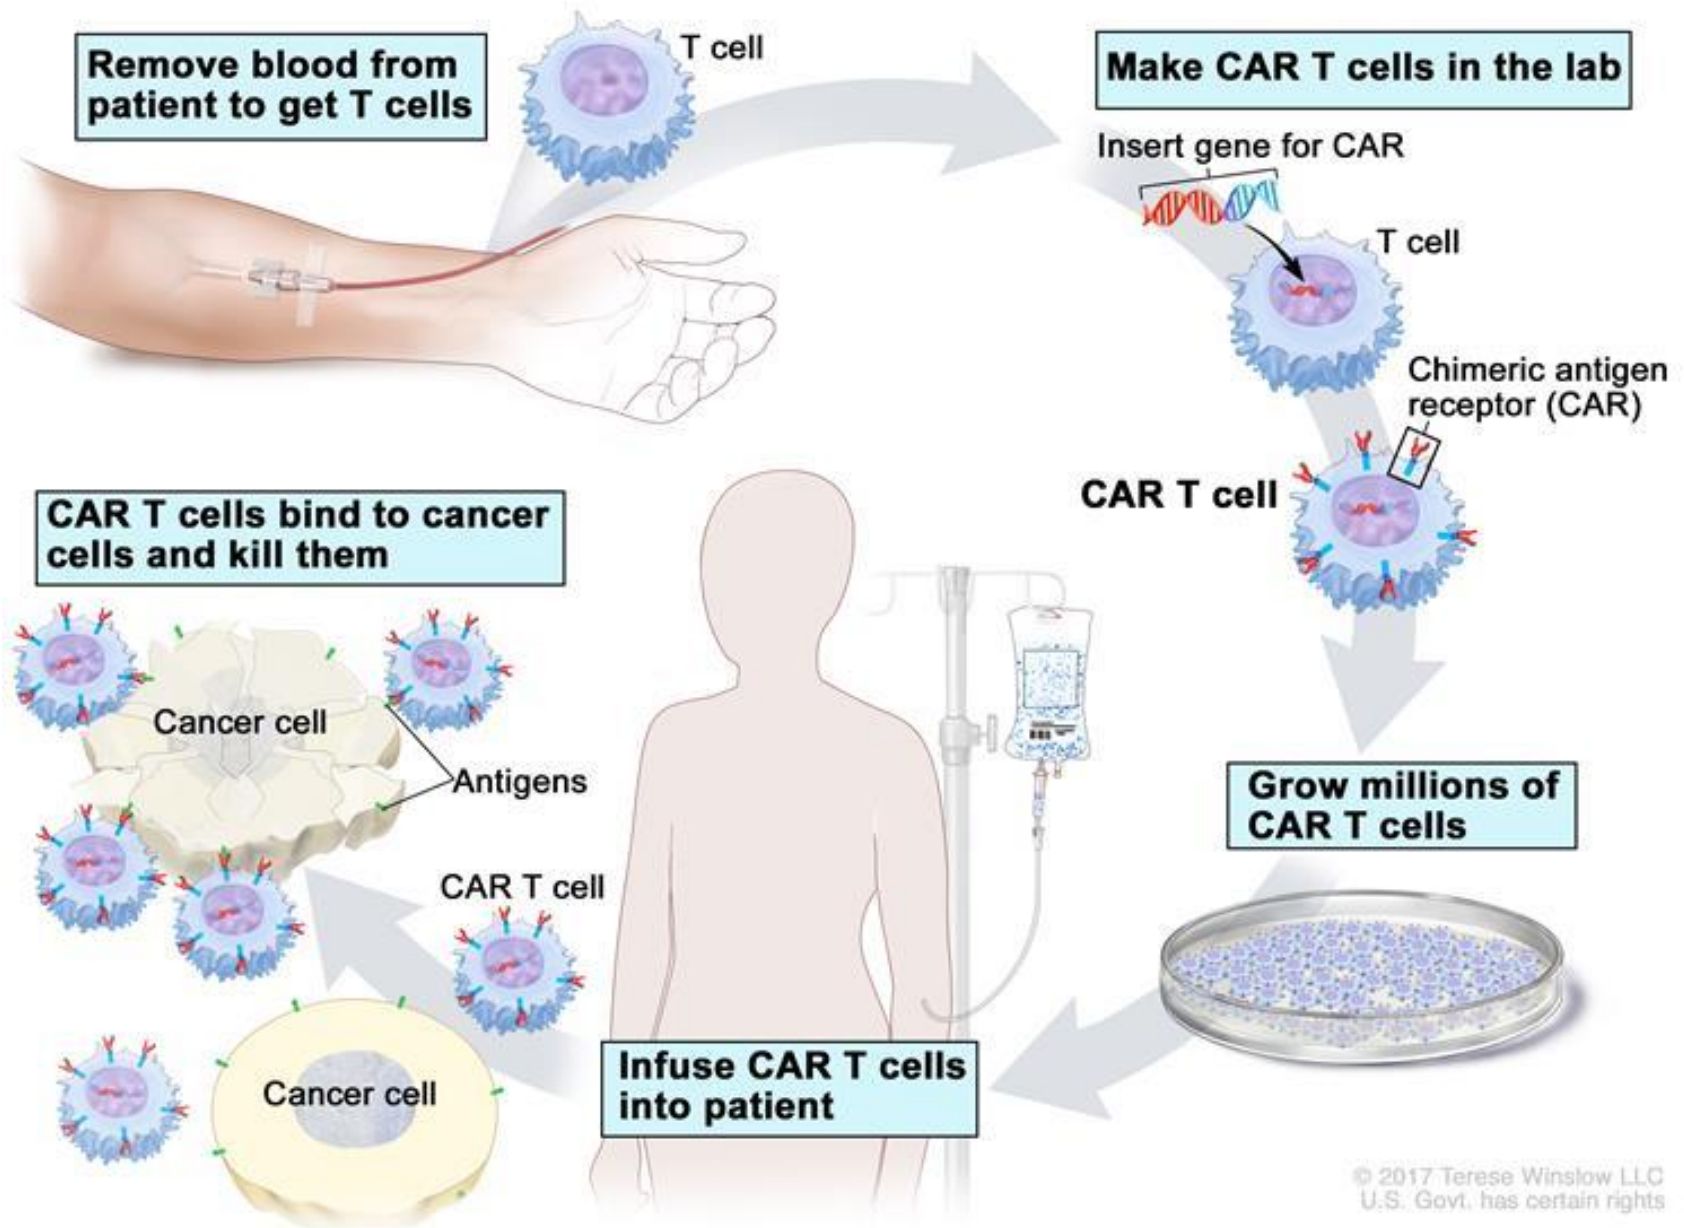 Remove blood from
patient to get T cells
T cell
Make CAR T cells in the lab
Insert gene for CAR
T cell
Chimeric antigen
receptor (CAR)
CAR T cell
Grow millions of
CAR T cells
Infuse CAR T cells
into patient
CAR T cells bind to cancer
cells and kill them
Cancer cell
Antigens
CAR T cell
Cancer cell
© 2017 Terese Winslow LLC
U.S. Govt. has certain rights